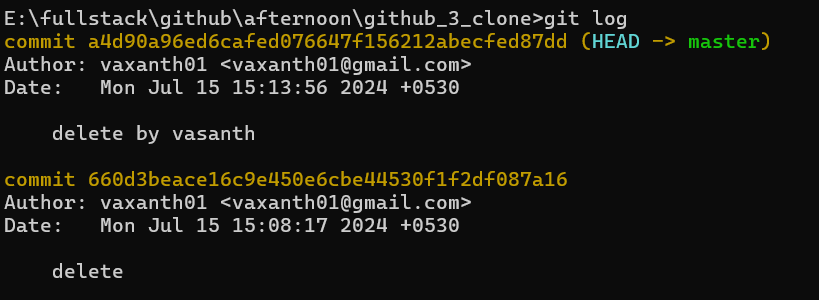 E:\fullstack\github\afternoon\github_3_clone>git log
commit a4d90a96ed6cafed076647f156212abecfed87dd (HEAD -> master)
Author: vaxanth01 <vaxanth01@gmail.com>
Date:   Mon Jul 15 15:13:56 2024 +0530
    delete by vasanth
commit 660d3beace16c9e450e6cbe44530f1f2df087a16
Author: vaxanth01 <vaxanth01@gmail.com>
Date:   Mon Jul 15 15:08:17 2024 +0530
    delete